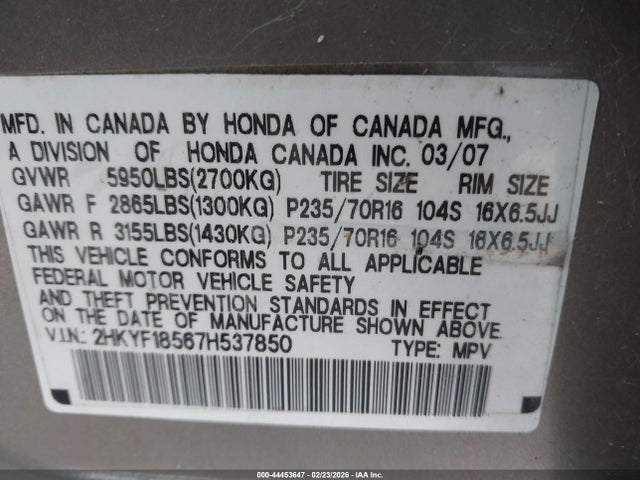 MFD. IN CANADA BY HONDA OF CANADA MFG.,
A DIVISION OF HONDA CANADA INC. 03/07
GVWR 5950LBS(2700KG) TIRE SIZE RIM SIZE
GAWR F 2865LBS(1300KG) P235/70R16 104S 16X6.5JJ
GAWR R 3155LBS(1430KG) P235/70R16 104S 16X6.5JJ
THIS VEHICLE CONFORMS TO ALL APPLICABLE
FEDERAL MOTOR VEHICLE SAFETY
AND THEFT PREVENTION STANDARDS IN EFFECT
ON THE DATE OF MANUFACTURE SHOWN ABOVE.
V.I.N.: 2HKYF18567H537850 TYPE: MPV
000-44453647 - 02/23/2026 - IAA Inc.